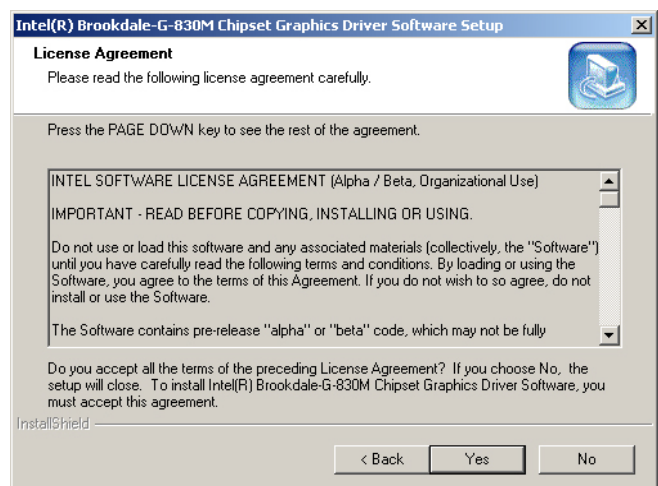 Intel(R) Brookdale-G-830M Chipset Graphics Driver Software Setup
License Agreement
Please read the following license agreement carefully.
Press the PAGE DOWN key to see the rest of the agreement.
INTEL SOFTWARE LICENSE AGREEMENT (Alpha / Beta, Organizational Use)
IMPORTANT - READ BEFORE COPYING, INSTALLING OR USING.
Do not use or load this software and any associated materials (collectively, the "Software")
until you have carefully read the following terms and conditions. By loading or using the
Software, you agree to the terms of this Agreement. If you do not wish to so agree, do not
install or use the Software.
The Software contains pre-release "alpha" or "beta" code, which may not be fully
Do you accept all the terms of the preceding License Agreement? If you choose No, the
setup will close. To install Intel(R) Brookdale-G-830M Chipset Graphics Driver Software, you
must accept this agreement.
InstallShield
< Back Yes No